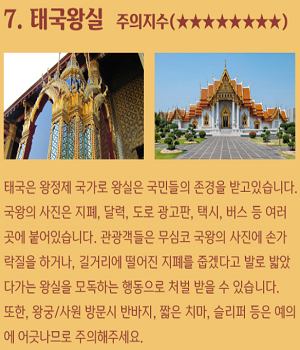 7. 태국왕실 주의지수(★★★★★★★★)
태국은 왕정제 국가로 왕실은 국민들의 존경을 받고있습니다.
국왕의 사진은 지폐, 달력, 도로 광고판, 택시, 버스 등 여러
곳에 붙어있습니다. 관광객들은 무심코 국왕의 사진에 손가
락질을 하거나, 길거리에 떨어진 지폐를 줍겠다고 발로 밟았
다가는 왕실을 모독하는 행동으로 처벌 받을 수 있습니다.
또한, 왕궁/사원 방문시 반바지, 짧은 치마, 슬리퍼 등은 예의
에 어긋나므로 주의해주세요.